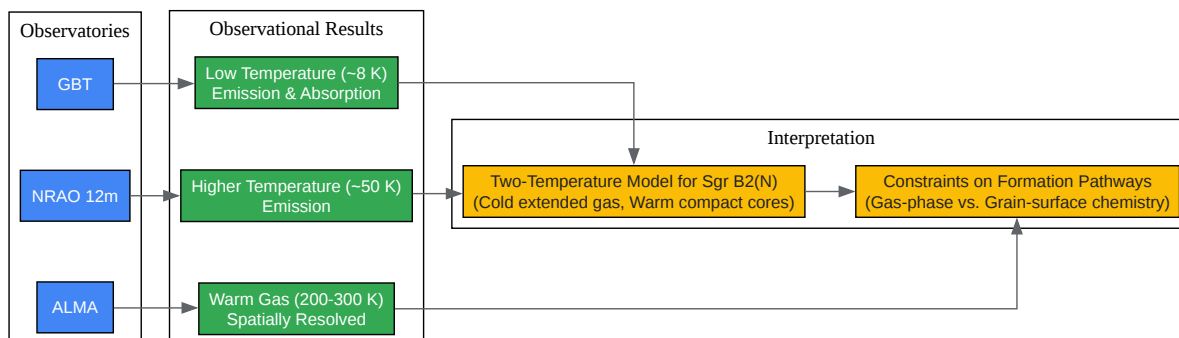 Observatories
Observational Results
GBT
Low Temperature (~8 K)
Emission & Absorption
Interpretation
NRAO 12m
Higher Temperature (~50 K)
Emission
Two-Temperature Model for Sgr B2(N)
(Cold extended gas, Warm compact cores)
Constraints on Formation Pathways
(Gas-phase vs. Grain-surface chemistry)
ALMA
Warm Gas (200-300 K)
Spatially Resolved